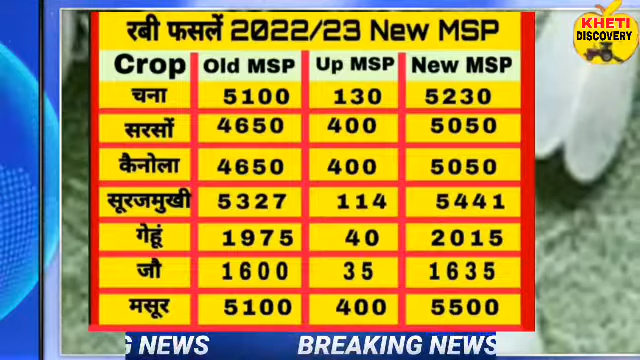 रबी फसलें 2022/23 New MSP
KHETI
DISCOVERY
Crop Old MSP Up MSP New MSP
चना 5100 130 5230
सरसों 4650 400 5050
कैनोला 4650 400 5050
सूरजमुखी 5327 114 5441
गेहूं 1975 40 2015
जौ 1600 35 1635
मसूर 5100 400 5500
G NEWS BREAKING NEWS